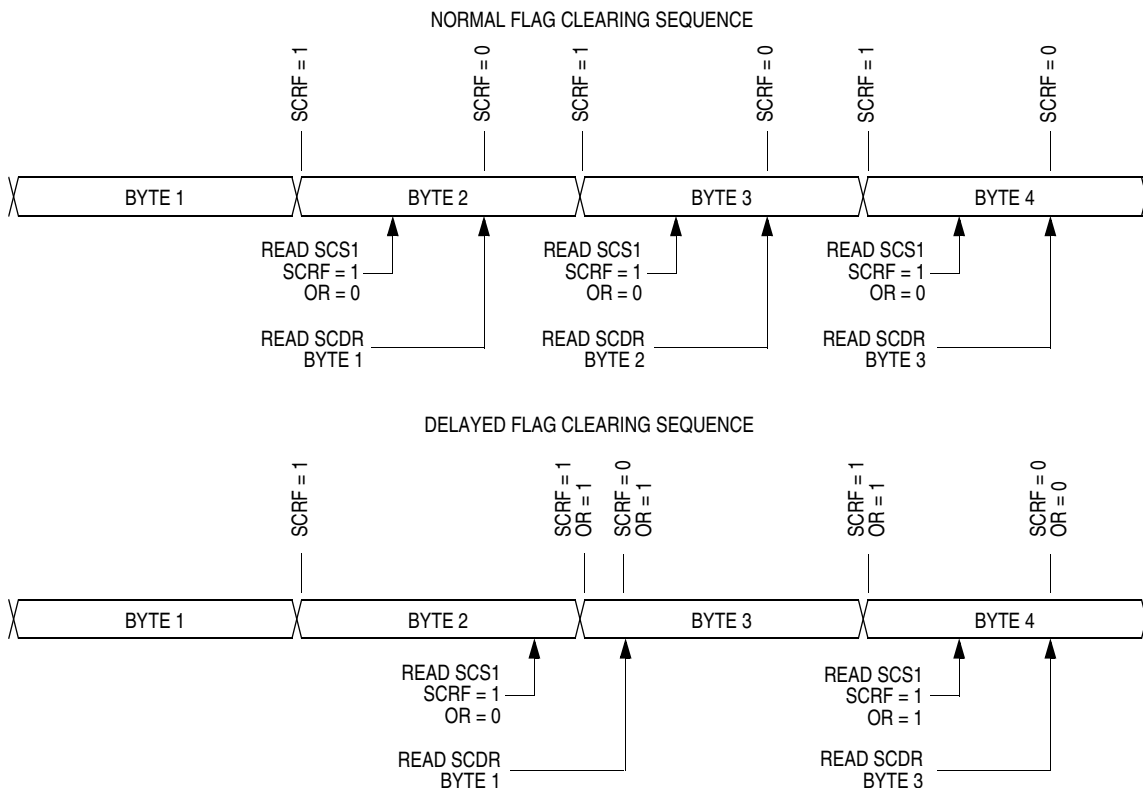 NORMAL FLAG CLEARING SEQUENCE
SCRF = 1
SCRF = 0
SCRF = 1
SCRF = 0
SCRF = 1
SCRF = 0
BYTE 1
BYTE 2
BYTE 3
BYTE 4
READ SCS1
SCRF = 1
OR = 0
READ SCS1
SCRF = 1
OR = 0
READ SCS1
SCRF = 1
OR = 0
READ SCDR
BYTE 1
READ SCDR
BYTE 2
READ SCDR
BYTE 3
DELAYED FLAG CLEARING SEQUENCE
SCRF = 1
SCRF = 1
OR = 1
SCRF = 0
OR = 1
SCRF = 1
OR = 1
SCRF = 0
OR = 0
BYTE 1
BYTE 2
BYTE 3
BYTE 4
READ SCS1
SCRF = 1
OR = 0
READ SCS1
SCRF = 1
OR = 1
READ SCDR
BYTE 1
READ SCDR
BYTE 3